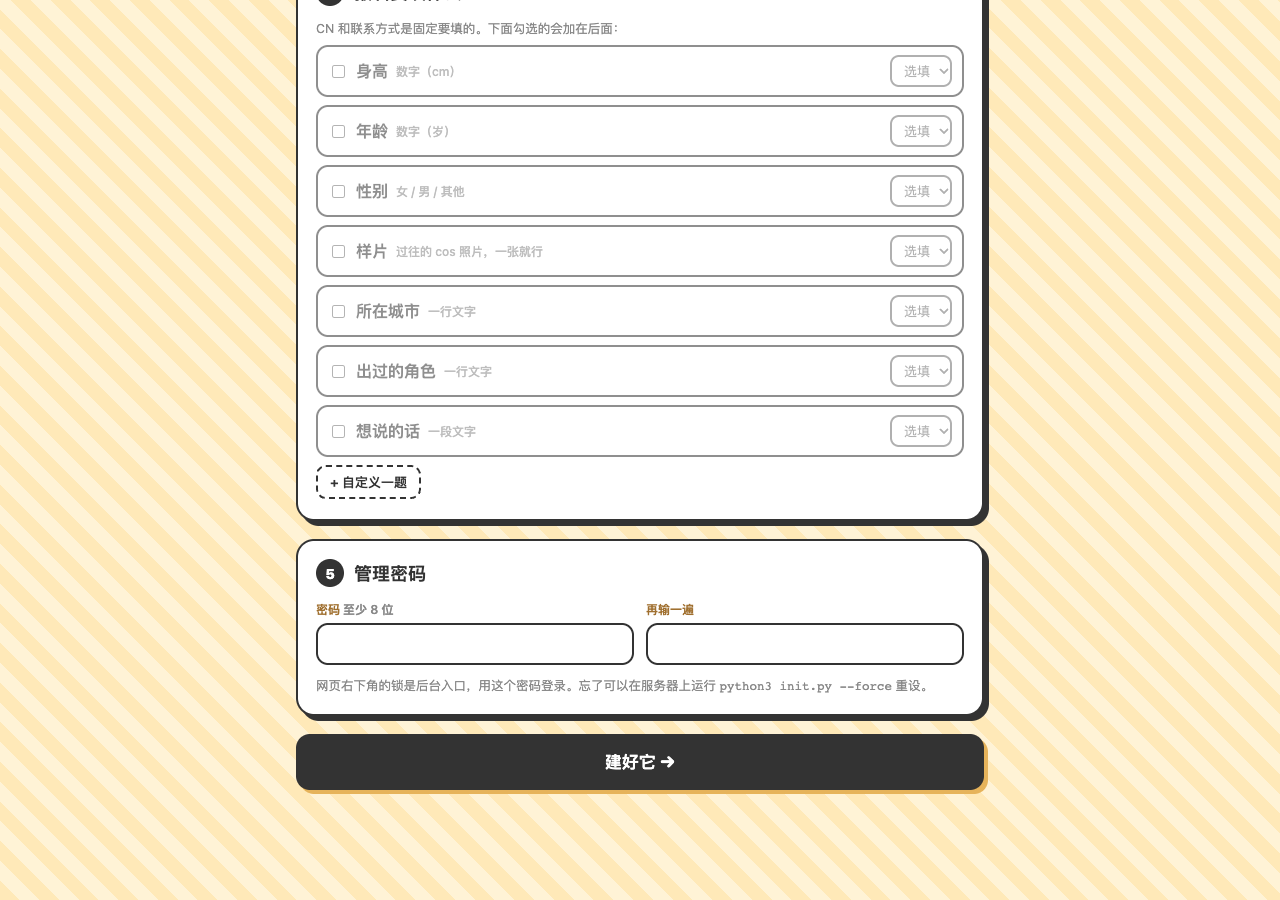 CN 和联系方式是固定要填的。下面勾选的会加在后面：
身高 数字（cm） 选填
年龄 数字（岁） 选填
性别 女 / 男 / 其他 选填
样片 过往的 cos 照片，一张就行 选填
所在城市 一行文字 选填
出过的角色 一行文字 选填
想说的话 一段文字 选填
+ 自定义一题
5 管理密码
密码 至少 8 位 再输一遍
网页右下角的锁是后台入口，用这个密码登录。忘了可以在服务器上运行 python3 init.py --force 重设。
建好它 →